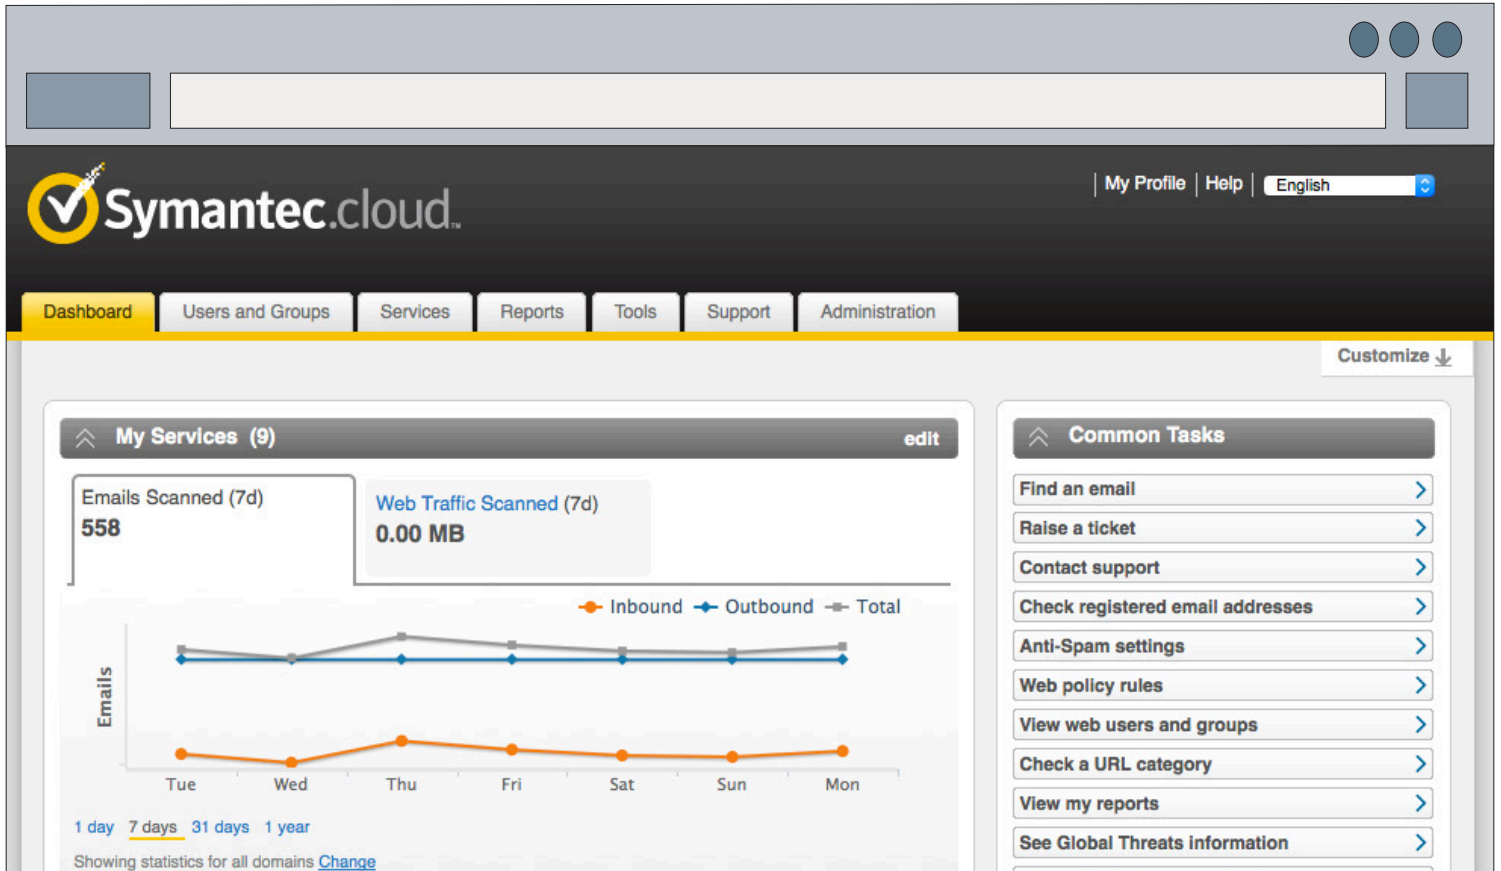 Symantec.cloud™
My Profile | Help | English
Dashboard Users and Groups Services Reports Tools Support Administration
Customize
My Services (9) edit
Emails Scanned (7d)
558
Web Traffic Scanned (7d)
0.00 MB
Inbound Outbound Total
Emails
Tue Wed Thu Fri Sat Sun Mon
1 day 7 days 31 days 1 year
Showing statistics for all domains Change
Common Tasks
Find an email
Raise a ticket
Contact support
Check registered email addresses
Anti-Spam settings
Web policy rules
View web users and groups
Check a URL category
View my reports
See Global Threats information